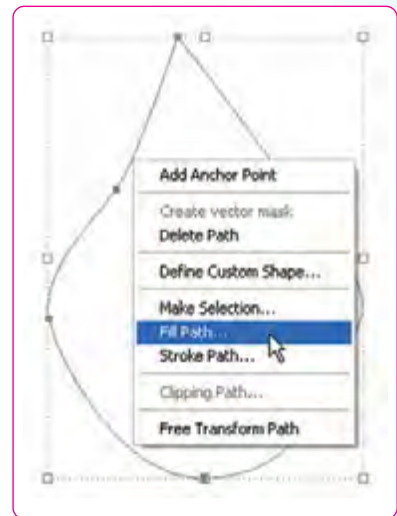 Add Anchor Point
Create vector mask
Delete Path
Define Custom Shape...
Make Selection...
Fill Path...
Stroke Path...
Clipping Path...
Free Transform Path